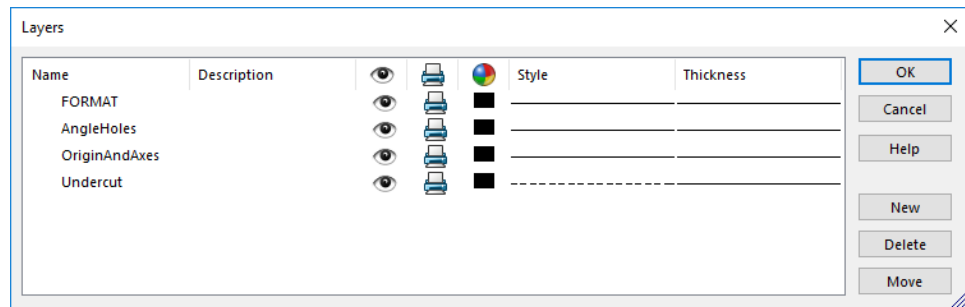 Layers
Name Description Style Thickness
FORMAT
AngleHoles
OriginAndAxes
Undercut
OK
Cancel
Help
New
Delete
Move